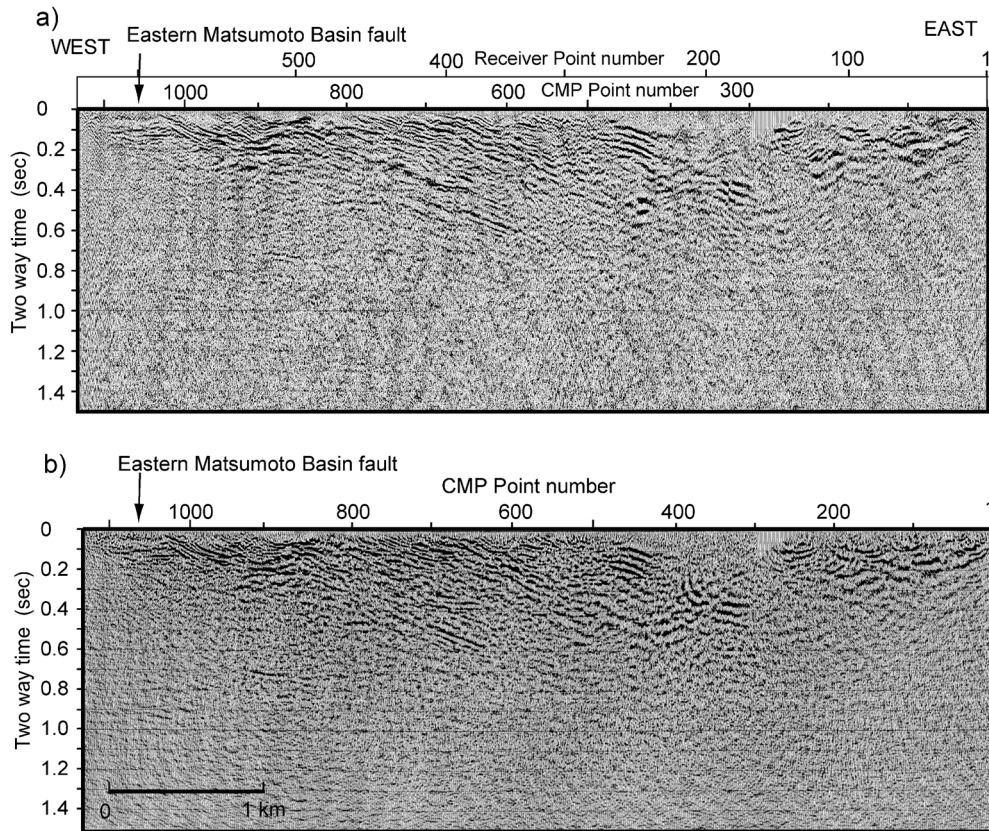 a)
Eastern Matsumoto Basin fault
WEST
EAST
500 400 Receiver Point number 200 100 1
1000 800 600 CMP Point number 300
0
0.2
0.4
0.6
0.8
1.0
1.2
1.4
Two way time (sec)
b)
Eastern Matsumoto Basin fault
CMP Point number
1000 800 600 400 200 1
0
0.2
0.4
0.6
0.8
1.0
1.2
1.4
Two way time (sec)
0 1 km